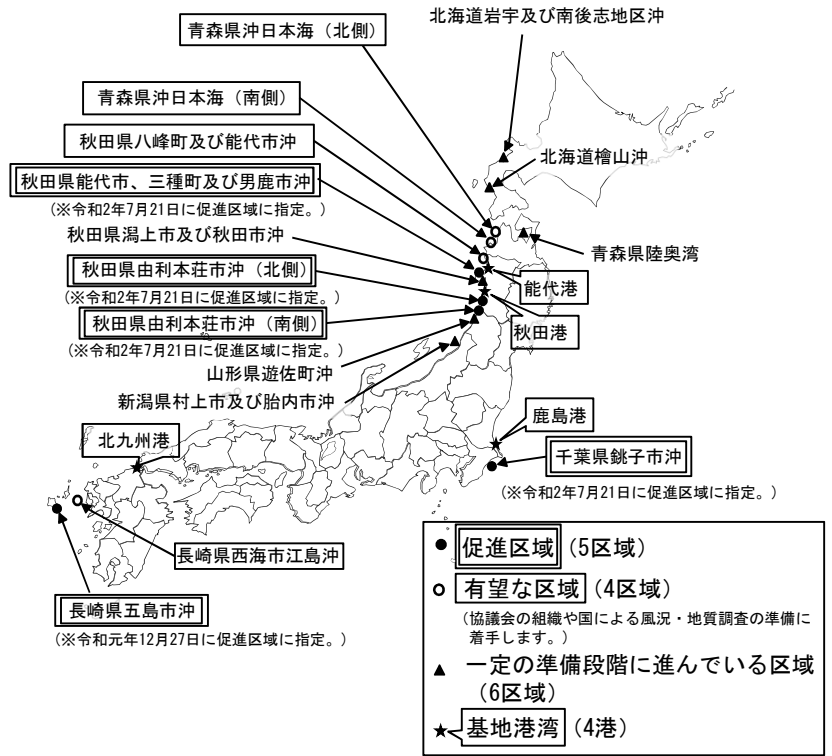 北海道岩宇及び南後志地区沖
青森県沖日本海（北側）
青森県沖日本海（南側）
秋田県八峰町及び能代市沖
北海道檜山沖
秋田県能代市、三種町及び男鹿市沖
(※令和2年7月21日に促進区域に指定。)
秋田県潟上市及び秋田市沖
青森県陸奥湾
秋田県由利本荘市沖（北側）
(※令和2年7月21日に促進区域に指定。)
能代港
秋田県由利本荘市沖（南側）
(※令和2年7月21日に促進区域に指定。)
秋田港
山形県遊佐町沖
新潟県村上市及び胎内市沖
鹿島港
北九州港
千葉県銚子市沖
(※令和2年7月21日に促進区域に指定。)
長崎県西海市江島沖
長崎県五島市沖
(※令和元年12月27日に促進区域に指定。)
● 促進区域 (5区域)
○ 有望な区域 (4区域)
(協議会の組織や国による風況・地質調査の準備に
着手します。)
▲ 一定の準備段階に進んでいる区域
(6区域)
★ 基地港湾 (4港)